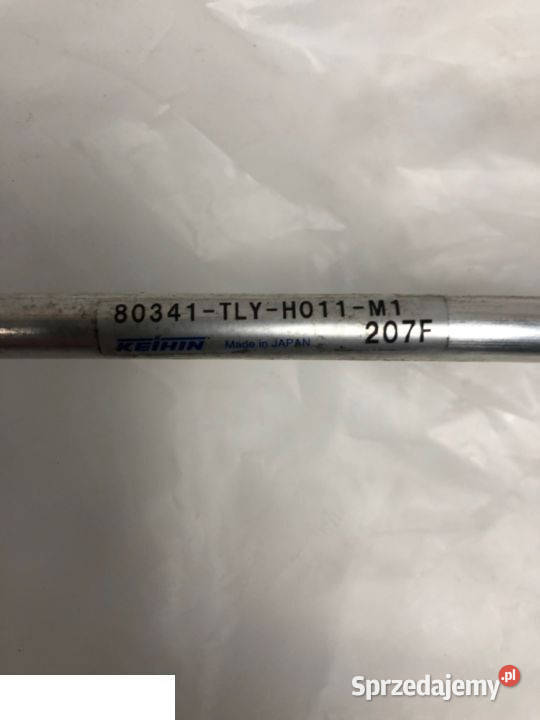 80341-TLY-H011-M1
KEIHIN Made in JAPAN 207F
Sprzedajemy.pl